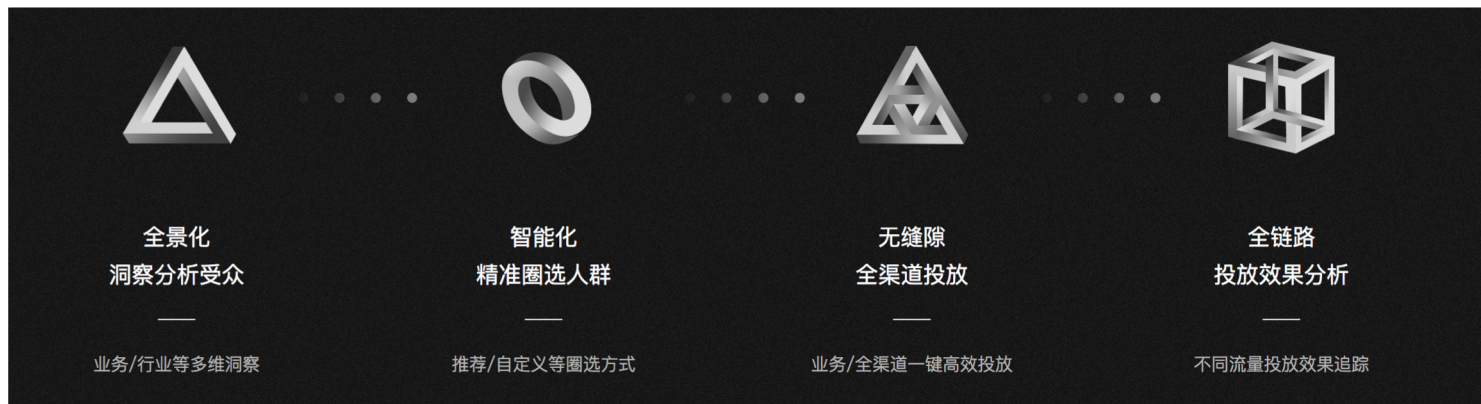 全景化
洞察分析受众
业务/行业等多维洞察
智能化
精准圈选人群
推荐/自定义等圈选方式
无缝隙
全渠道投放
业务/全渠道一键高效投放
全链路
投放效果分析
不同流量投放效果追踪